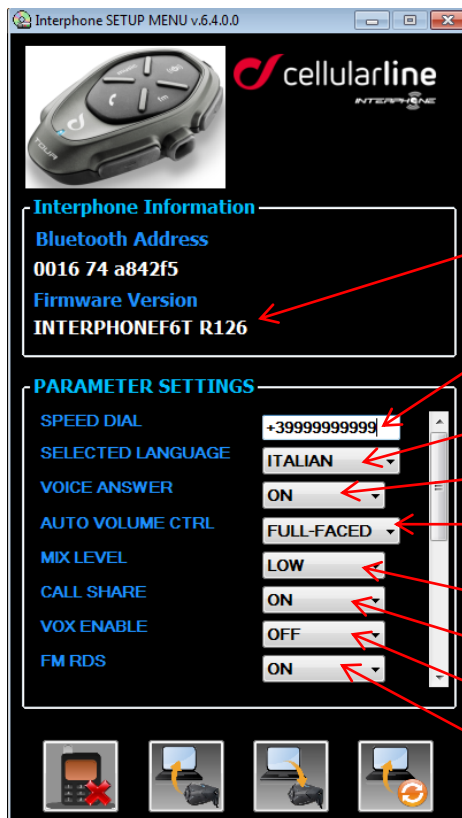 Interphone SETUP MENU v.6.4.0.0
cellularline
INTERPHONE
TOUR
fm
Interphone Information
Bluetooth Address
0016 74 a842f5
Firmware Version
INTERPHONEF6T R126
PARAMETER SETTINGS
SPEED DIAL +39999999999
SELECTED LANGUAGE ITALIAN
VOICE ANSWER ON
AUTO VOLUME CTRL FULL-FACED
MIX LEVEL LOW
CALL SHARE ON
VOX ENABLE OFF
FM RDS ON